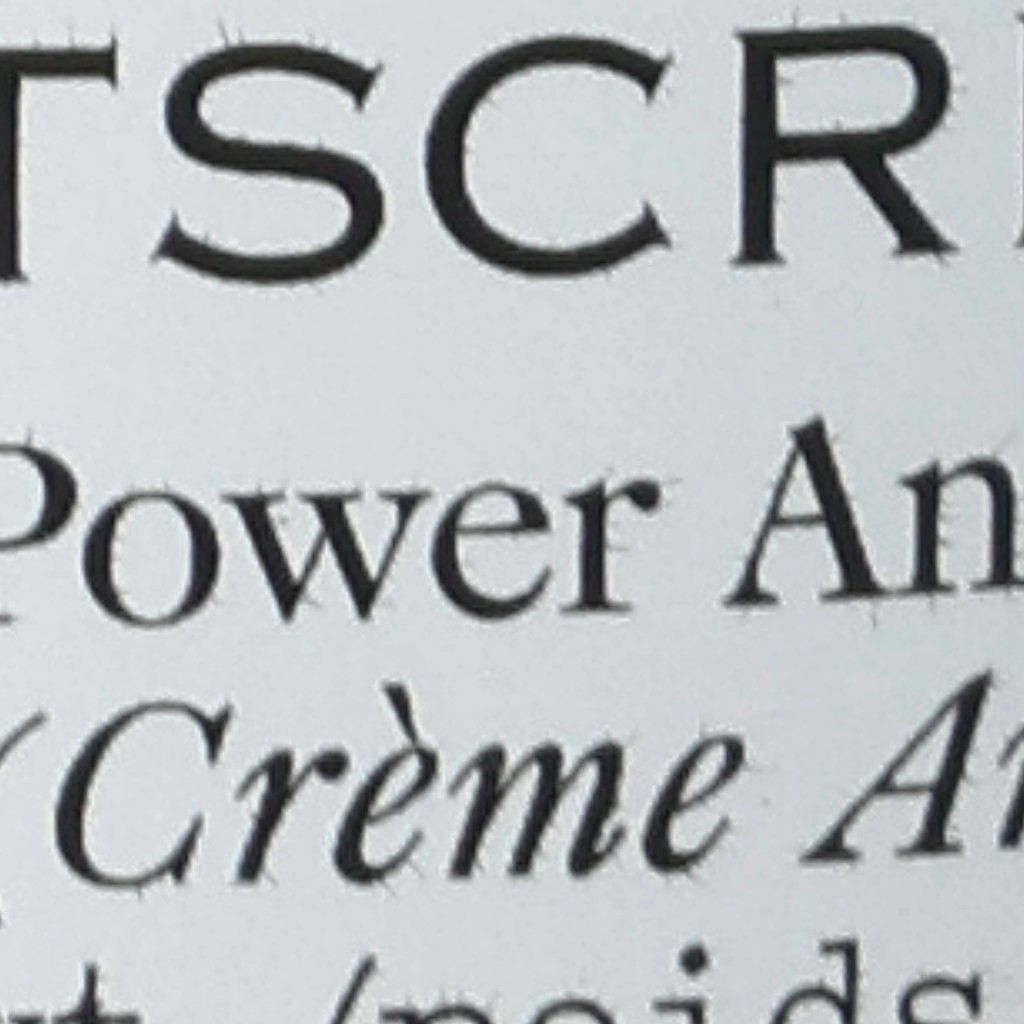 TSCR
Power An
(Crème A
t. /poids